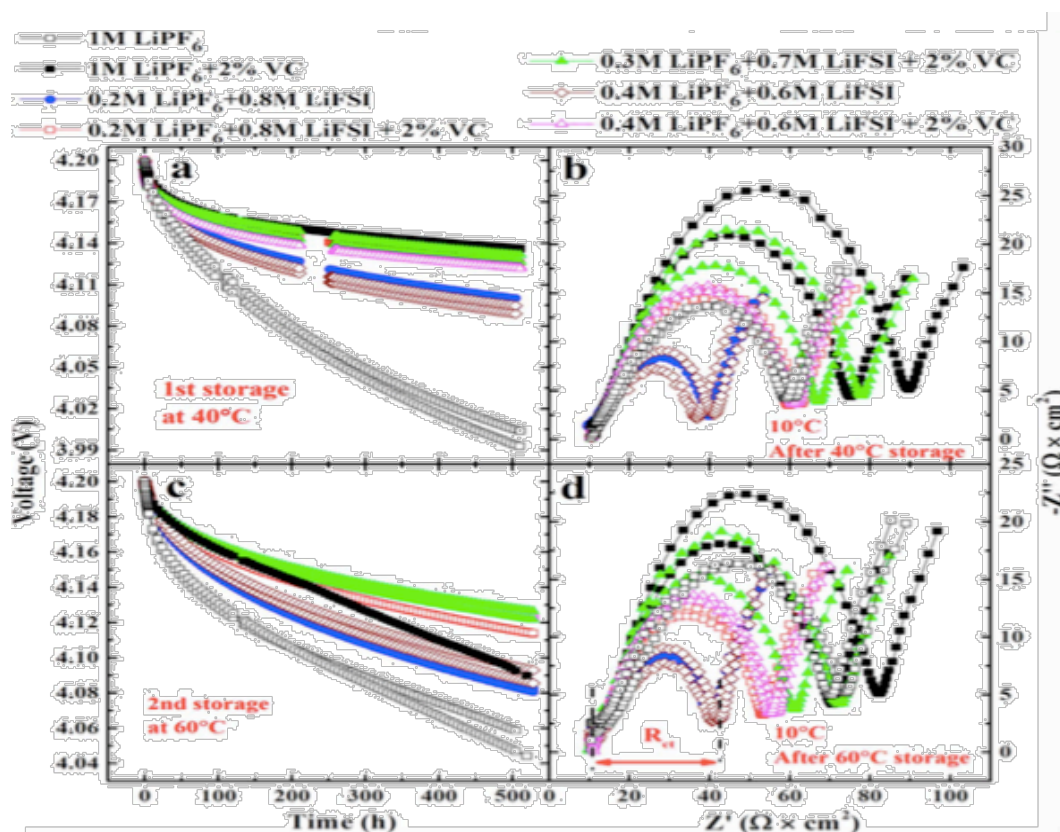 1M LiPF6
1M LiPF6+2% VC
0.2M LiPF6+0.8M LiFSI
0.2M LiPF6+0.8M LiFSI + 2% VC
0.3M LiPF6+0.7M LiFSI + 2% VC
0.4M LiPF6+0.6M LiFSI
0.4M LiPF6+0.6M LiFSI + 2% VC
a
4.20
4.17
4.14
4.11
4.05
4.02
3.99
1st storage
at 40°C
b
30
25
20
15
10
5
0
10°C
After 40°C storage
Voltage (V)
-Z'' (Ω × cm²)
c
4.20
4.18
4.16
4.14
4.12
4.10
4.08
4.06
4.04
2nd storage
at 60°C
d
25
20
15
10
5
0
Rct
10°C
After 60°C storage
0 100 200 300 400 500
20 40 60 80 100
Time (h)
Z' (Ω × cm²)